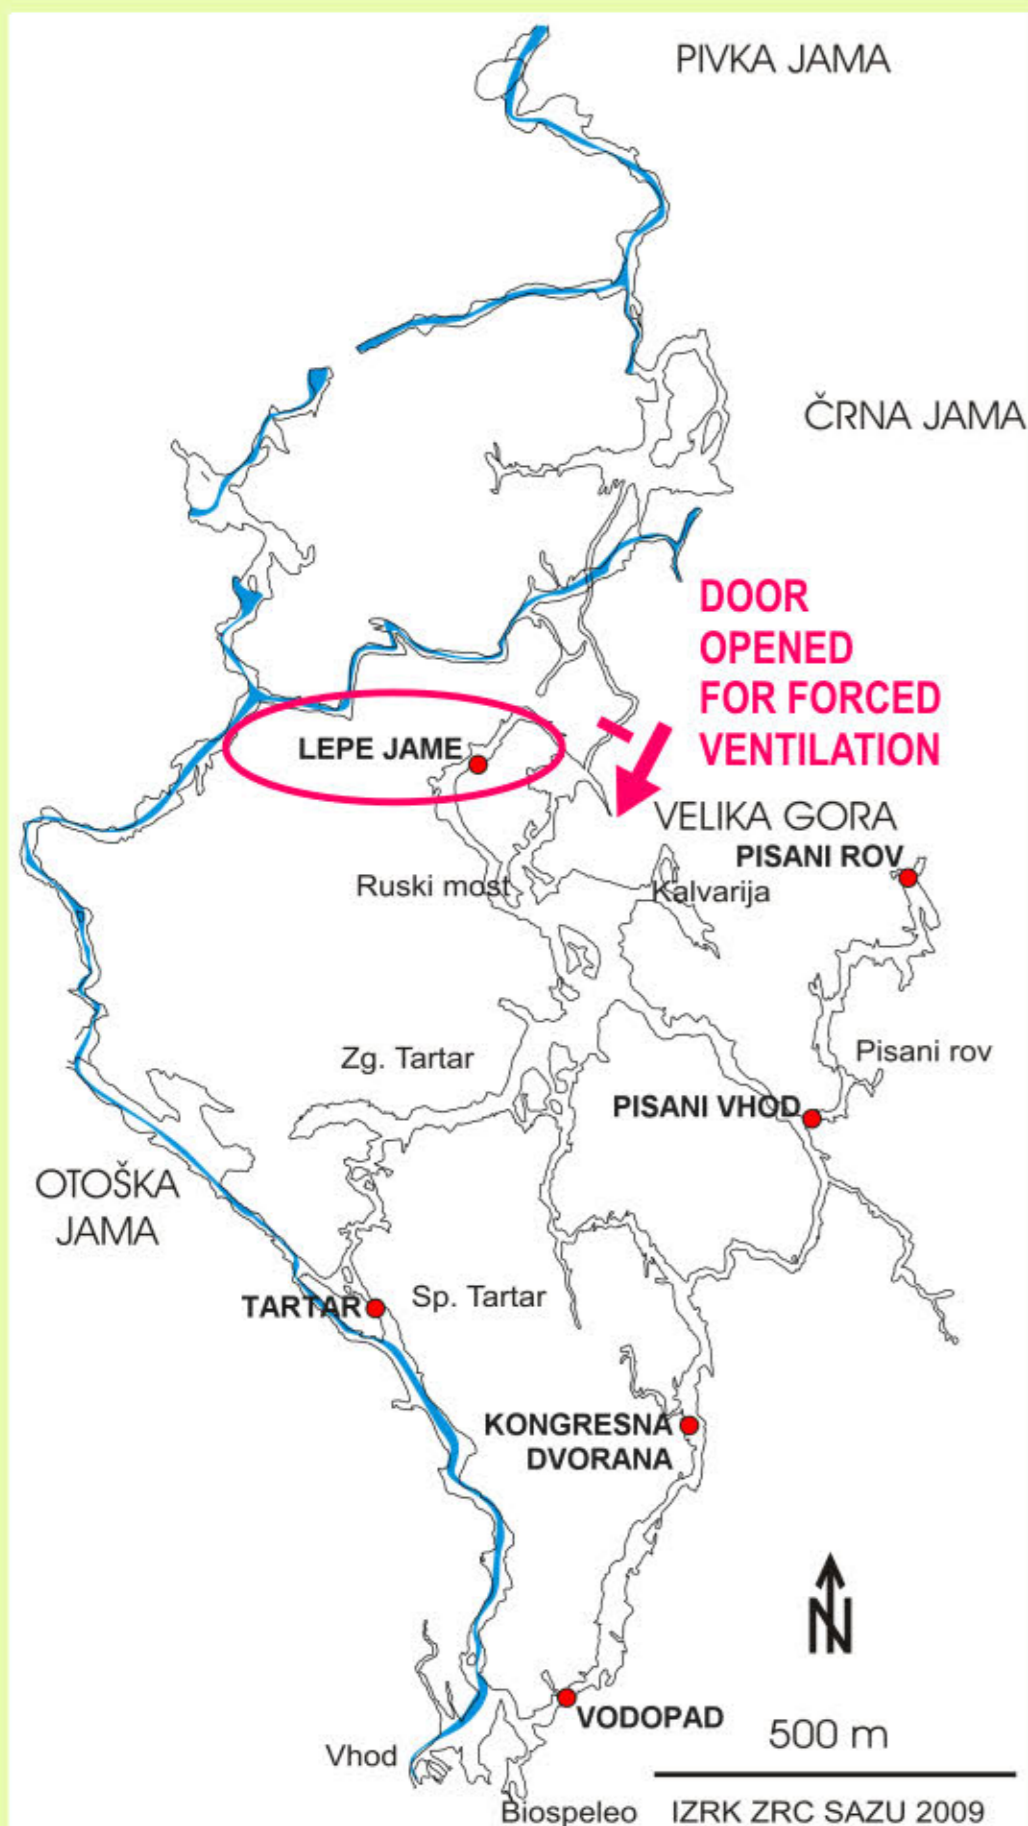 PIVKA JAMA
ČRNA JAMA
DOOR
OPENED
FOR FORCED
VENTILATION
LEPE JAME
VELIKA GORA
PISANI ROV
Ruski most
Kalvarija
Zg. Tartar
Pisani rov
PISANI VHOD
OTOŠKA
JAMA
TARTAR
Sp. Tartar
KONGRESNA
DVORANA
N
VODOPAD
500 m
Vhod
Biospeleo
IZRK ZRC SAZU 2009